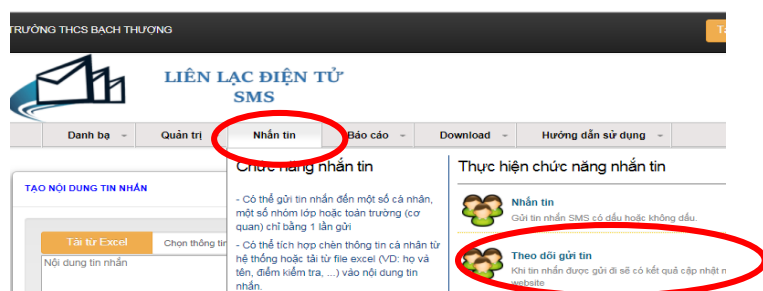 TRƯỜNG THCS BẠCH THƯỢNG
LIÊN LẠC ĐIỆN TỬ
SMS
Danh bạ
Quản trị
Nhắn tin
Báo cáo
Download
Hướng dẫn sử dụng
TẠO NỘI DUNG TIN NHẮN
Tải từ Excel
Chọn thông tin
Nội dung tin nhắn
Chức năng nhắn tin
- Có thể gửi tin nhắn đến một số cá nhân,
một số nhóm lớp hoặc toàn trường (cơ
quan) chỉ bằng 1 lần gửi
- Có thể tích hợp chèn thông tin cá nhân từ
hệ thống hoặc tải từ file excel (VD: họ và
tên, điểm kiểm tra, ...) vào nội dung tin
nhắn.
Thực hiện chức năng nhắn tin
Nhắn tin
Gửi tin nhắn SMS có dấu hoặc không dấu.
Theo dõi gửi tin
Khi tin nhắn được gửi đi sẽ có kết quả cập nhật
website